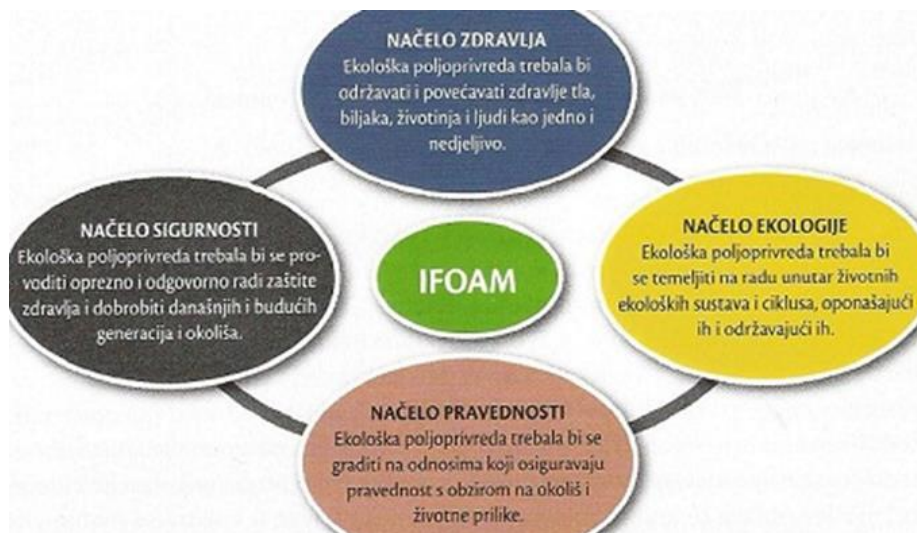 NAČELO ZDRAVLJA
Ekološka poljoprivreda trebala bi
održavati i povećavati zdravlje tla,
biljaka, životinja i ljudi kao jedno i
nedjeljivo.
NAČELO SIGURNOSTI
Ekološka poljoprivreda trebala bi se pro-
voditi oprezno i odgovorno radi zaštite
zdravlja i dobrobiti današnjih i budućih
generacija i okoliša.
IFOAM
NAČELO EKOLOGIJE
Ekološka poljoprivreda trebala bi
se temeljiti na radu unutar životnih
ekoloških sustava i ciklusa, oponašajući
ih i održavajući ih.
NAČELO PRAVEDNOSTI
Ekološka poljoprivreda trebala bi se
graditi na odnosima koji osiguravaju
pravednost s obzirom na okoliš i
životne prilike.